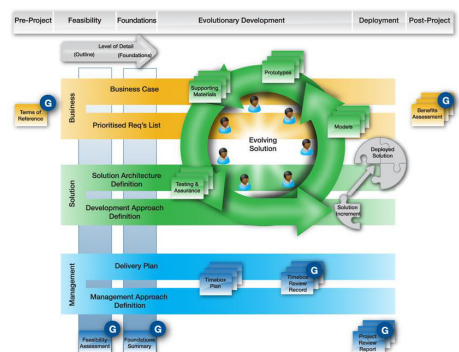 Pre-Project
Feasibility
Foundations
Evolutionary Development
Deployment
Post-Project
Level of Detail
(Outline)
(Foundations)
Prototypes
Supporting
Materials
Business
Business Case
G
Terms of
Reference
G
Benefits
Assessment
Prioritised Req's List
Models
Evolving
Solution
Deployed
Solution
Solution
Solution Architecture
Definition
Testing &
Assurance
Development Approach
Definition
Solution
Increment
Management
Delivery Plan
Timebox
Plan
G
Timebox
Review
Record
Management Approach
Definition
G
Feasibility
Assessment
G
Foundations
Summary
G
Project
Review
Report